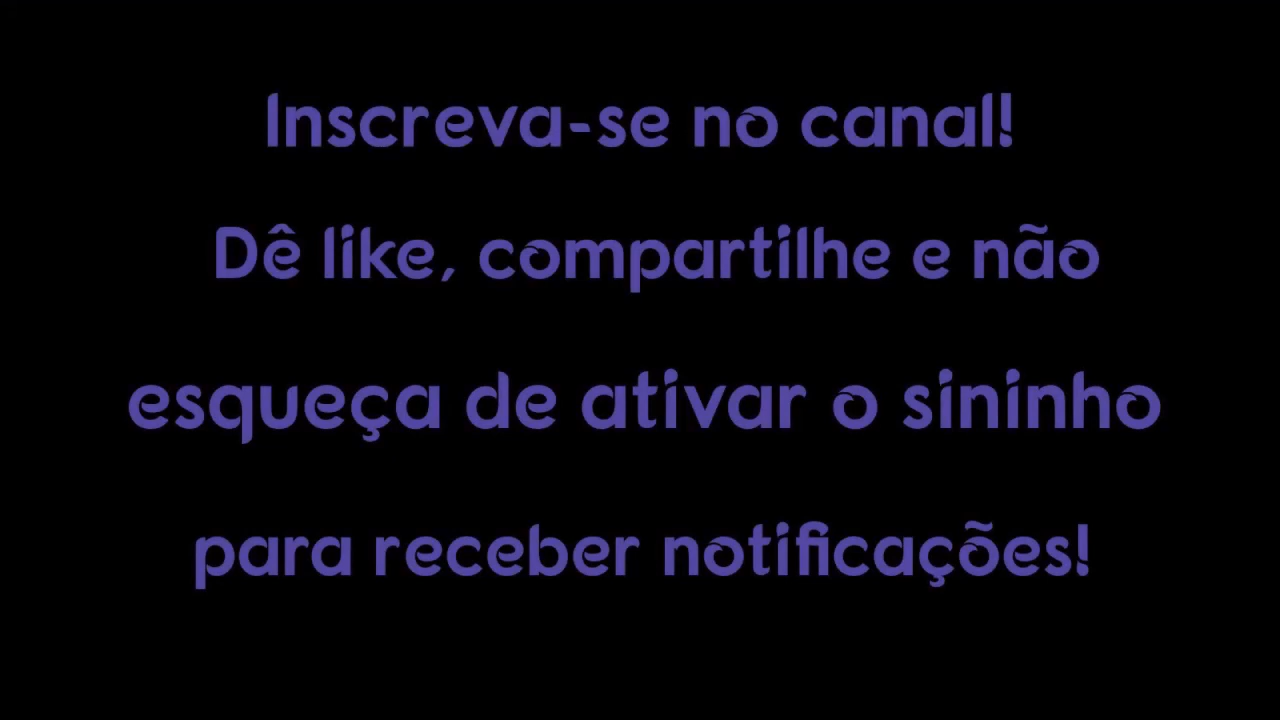 Inscreva-se no canal!
Dê like, compartilhe e não
esqueça de ativar o sininho
para receber notificações!